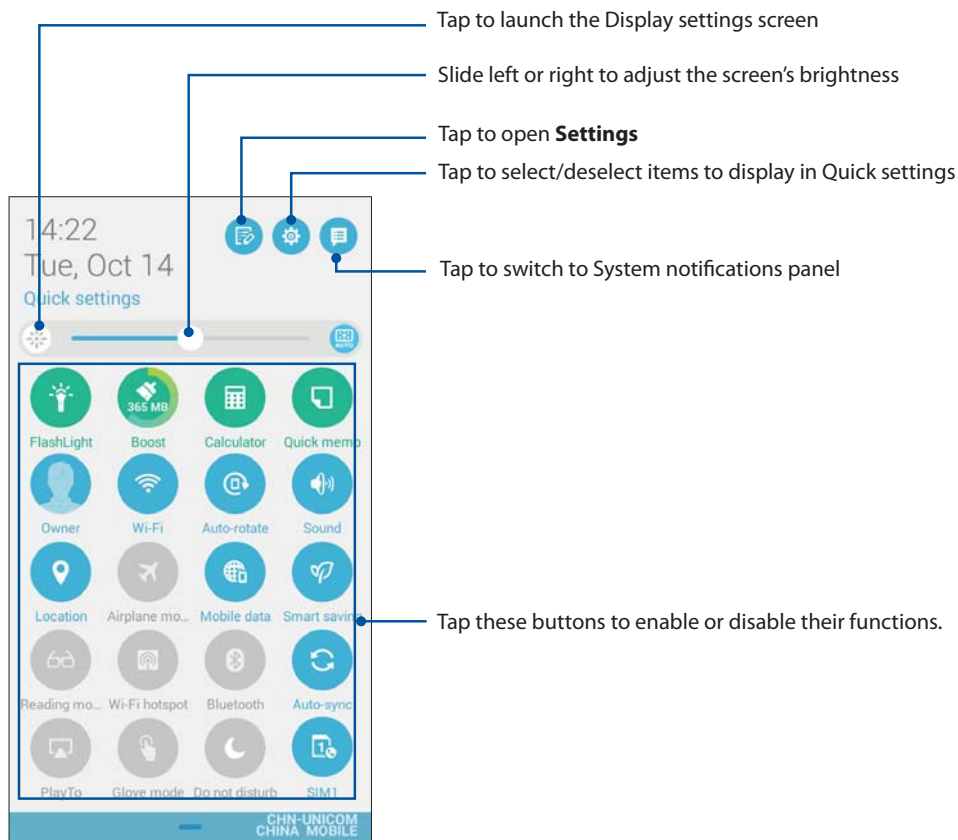 Tap to launch the Display settings screen
Slide left or right to adjust the screen's brightness
Tap to open Settings
Tap to select/deselect items to display in Quick settings
14:22
Tue, Oct 14
Tap to switch to System notifications panel
Quick settings
AUTO
365 MB
FlashLight Boost Calculator Quick memo
Owner Wi-Fi Auto-rotate Sound
Location Airplane mo... Mobile data Smart saving
Tap these buttons to enable or disable their functions.
Reading mo... Wi-Fi hotspot Bluetooth Auto-sync
1
PlayTo Glove mode Do not disturb SIM1
CHN-UNICOM
CHINA MOBILE